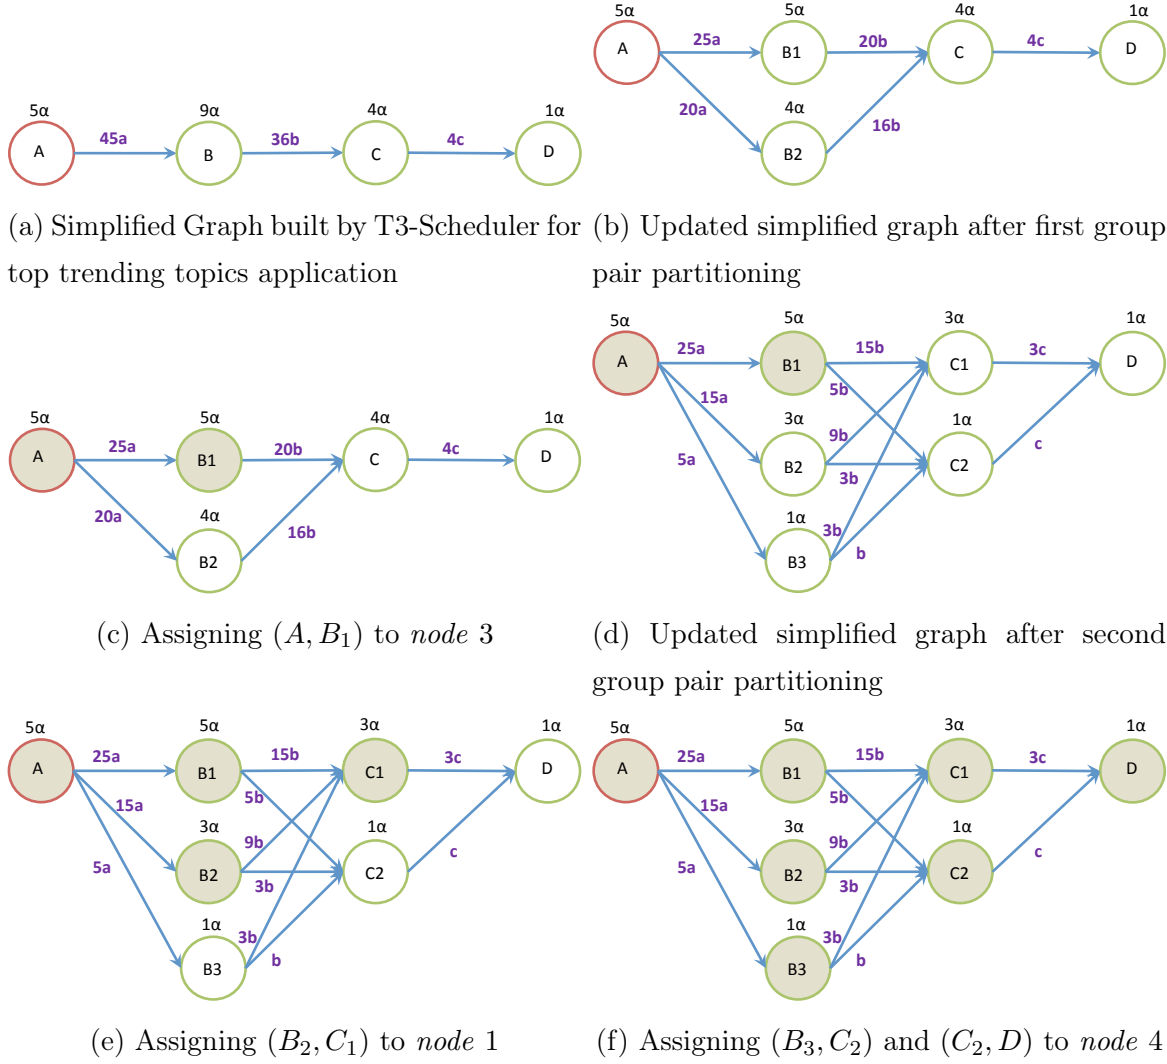 5α
9α
4α
1α
A
45a
B
36b
C
4c
D
(a) Simplified Graph built by T3-Scheduler for
top trending topics application
5α
5α
4α
1α
A
25a
B1
20b
C
4c
D
20a
4α
16b
B2
(b) Updated simplified graph after first group
pair partitioning
5α
5α
4α
1α
A
25a
B1
20b
C
4c
D
20a
4α
16b
B2
(c) Assigning (A, B1) to node 3
5α
5α
3α
1α
A
25a
B1
15b
C1
3c
D
15a
5b
3α
9b
1α
5a
B2
3b
C2
c
1α
3b
B3
b
(d) Updated simplified graph after second
group pair partitioning
5α
5α
3α
1α
A
25a
B1
15b
C1
3c
D
15a
5b
3α
9b
1α
5a
B2
3b
C2
c
1α
3b
B3
b
(e) Assigning (B2, C1) to node 1
5α
5α
3α
1α
A
25a
B1
15b
C1
3c
D
15a
5b
3α
9b
1α
5a
B2
3b
C2
c
1α
3b
B3
b
(f) Assigning (B3, C2) and (C2, D) to node 4